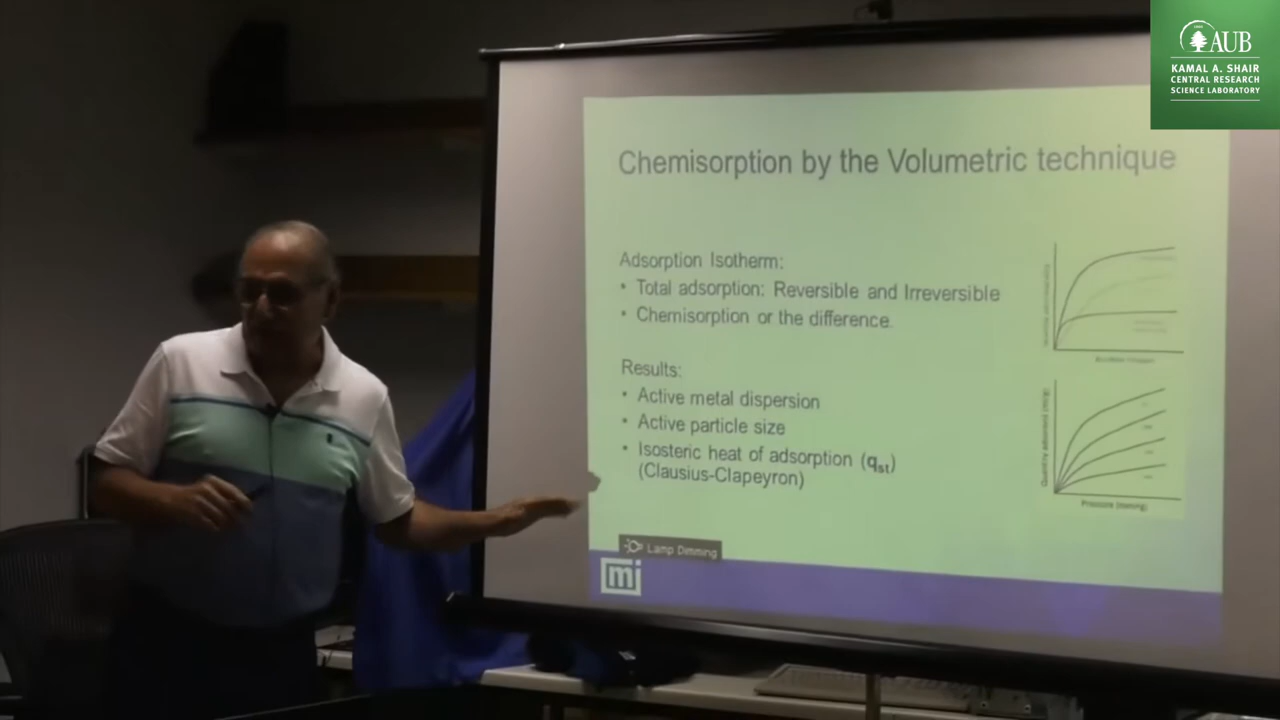 AUB
KAMAL A. SHAIR
CENTRAL RESEARCH
SCIENCE LABORATORY
Chemisorption by the Volumetric technique
Adsorption Isotherm:
• Total adsorption: Reversible and Irreversible
• Chemisorption or the difference.
Results:
• Active metal dispersion
• Active particle size
• Isosteric heat of adsorption (qst)
(Clausius-Clapeyron)
Pressure (mmHg)
Lamp Dimming
mi